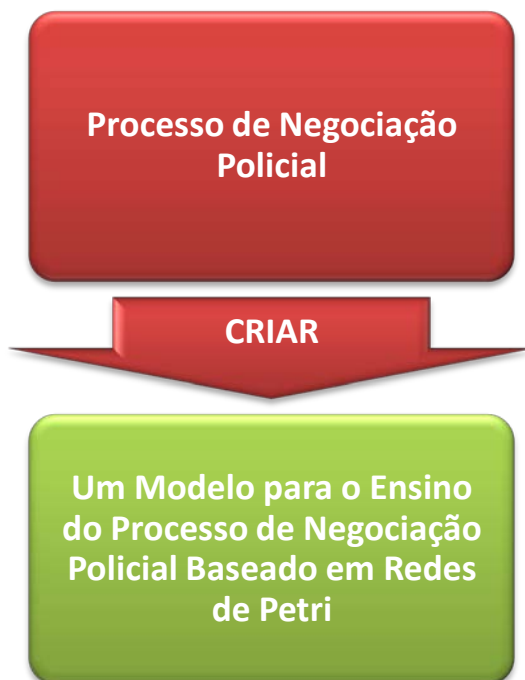 Processo de Negociação
Policial
CRIAR
Um Modelo para o Ensino
do Processo de Negociação
Policial Baseado em Redes
de Petri